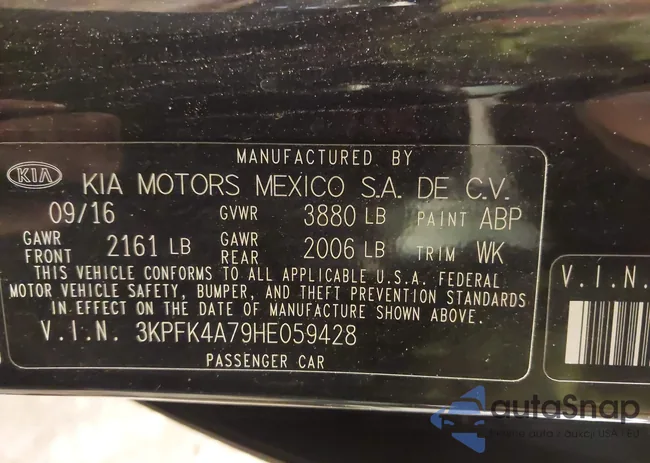 MANUFACTURED BY
KIA KIA MOTORS MEXICO S.A. DE C.V.
09/16 GVWR 3880 LB PAINT ABP
GAWR FRONT 2161 LB GAWR REAR 2006 LB TRIM WK
THIS VEHICLE CONFORMS TO ALL APPLICABLE U.S.A. FEDERAL
MOTOR VEHICLE SAFETY, BUMPER, AND THEFT PREVENTION STANDARDS
IN EFFECT ON THE DATE OF MANUFACTURE SHOWN ABOVE.
V.I.N. 3KPFK4A79HE059428
PASSENGER CAR
V.I.N.
autoSnap